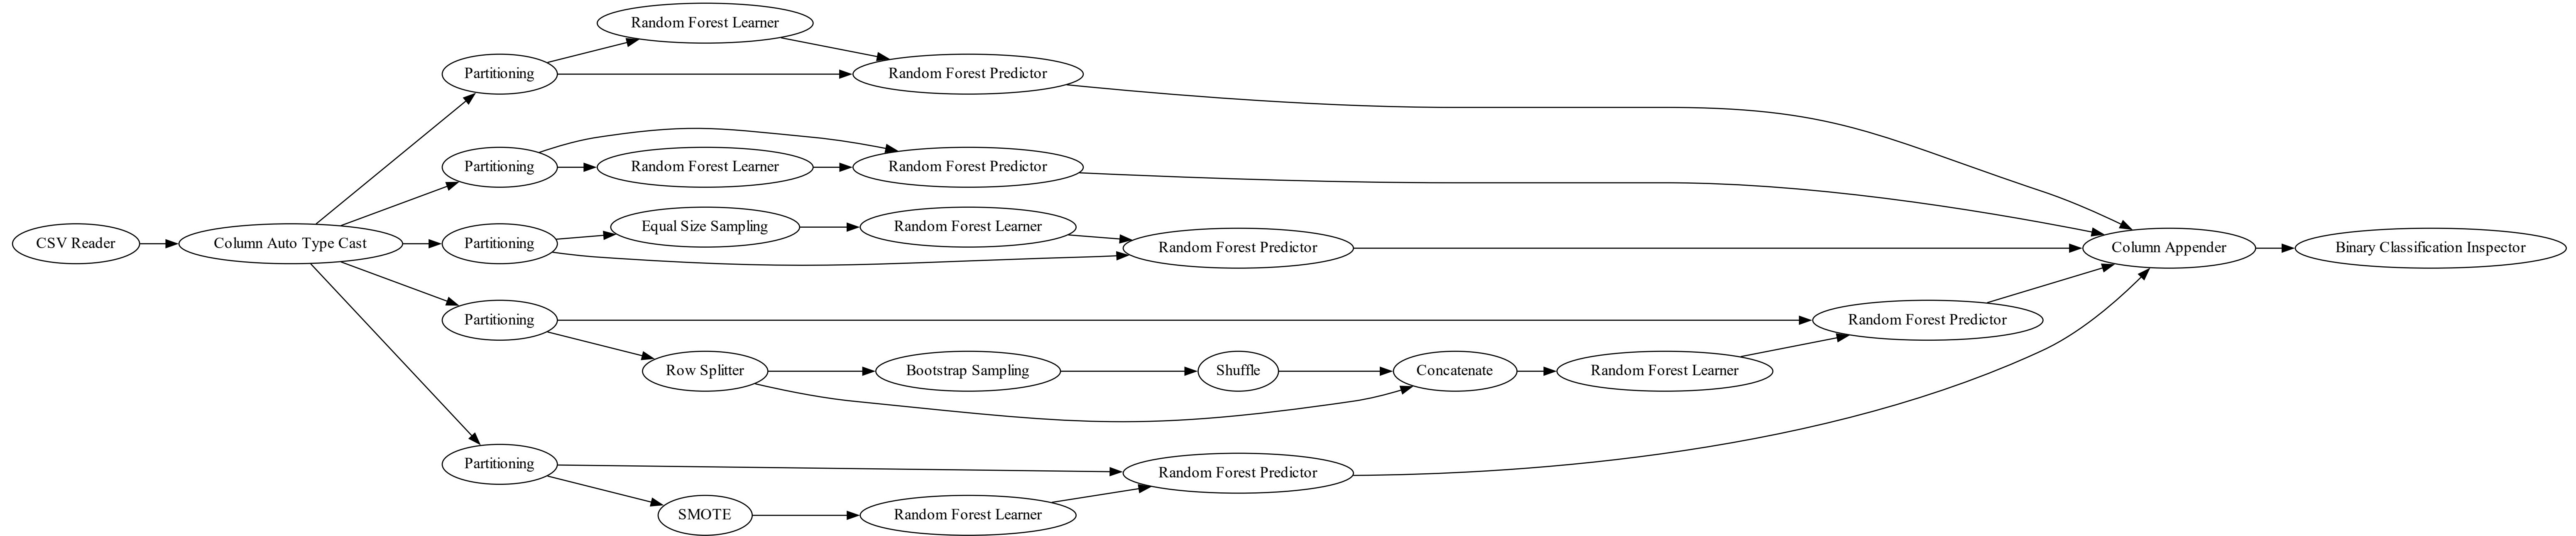 Random Forest Learner
Partitioning
Random Forest Predictor
Partitioning
Random Forest Learner
Random Forest Predictor
Equal Size Sampling
Random Forest Learner
CSV Reader
Column Auto Type Cast
Partitioning
Random Forest Predictor
Column Appender
Binary Classification Inspector
Partitioning
Random Forest Predictor
Row Splitter
Bootstrap Sampling
Shuffle
Concatenate
Random Forest Learner
Partitioning
Random Forest Predictor
SMOTE
Random Forest Learner